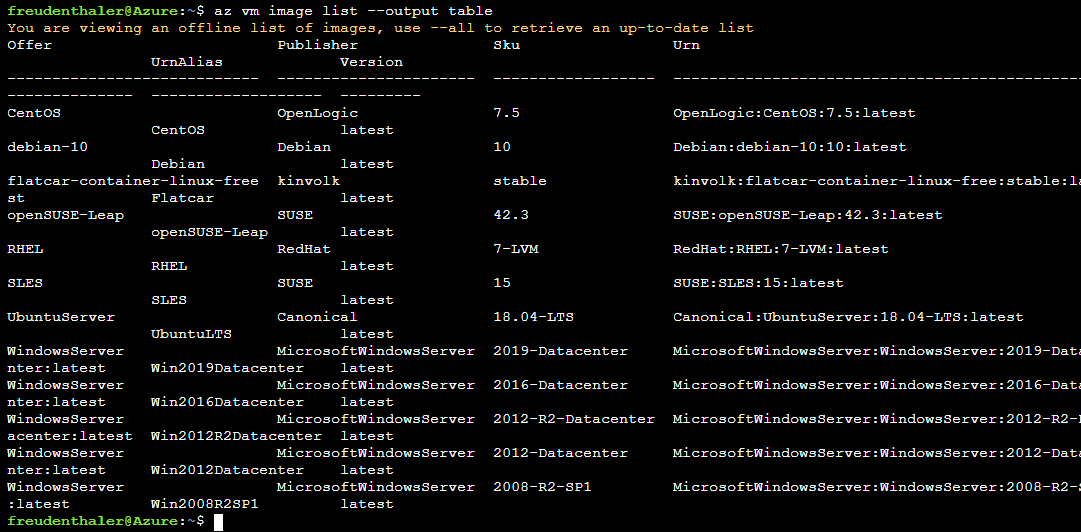 freudenthaler@Azure:~$ az vm image list --output table
You are viewing an offline list of images, use --all to retrieve an up-to-date list
Offer                         Publisher               Sku                 Urn
                UrnAlias             Version
----------------------------  ----------------------  ------------------  ----------------------------------------------
--------------  -------------------  ---------
CentOS                        OpenLogic               7.5                 OpenLogic:CentOS:7.5:latest
                CentOS               latest
debian-10                     Debian                  10                  Debian:debian-10:10:latest
                Debian               latest
flatcar-container-linux-free  kinvolk                 stable              kinvolk:flatcar-container-linux-free:stable:la
st              Flatcar              latest
openSUSE-Leap                 SUSE                    42.3                SUSE:openSUSE-Leap:42.3:latest
                openSUSE-Leap        latest
RHEL                          RedHat                  7-LVM               RedHat:RHEL:7-LVM:latest
                RHEL                 latest
SLES                          SUSE                    15                  SUSE:SLES:15:latest
                SLES                 latest
UbuntuServer                  Canonical               18.04-LTS           Canonical:UbuntuServer:18.04-LTS:latest
                UbuntuLTS            latest
WindowsServer                 MicrosoftWindowsServer  2019-Datacenter     MicrosoftWindowsServer:WindowsServer:2019-Data
nter:latest     Win2019Datacenter    latest
WindowsServer                 MicrosoftWindowsServer  2016-Datacenter     MicrosoftWindowsServer:WindowsServer:2016-Data
nter:latest     Win2016Datacenter    latest
WindowsServer                 MicrosoftWindowsServer  2012-R2-Datacenter  MicrosoftWindowsServer:WindowsServer:2012-R2-
acenter:latest  Win2012R2Datacenter  latest
WindowsServer                 MicrosoftWindowsServer  2012-Datacenter     MicrosoftWindowsServer:WindowsServer:2012-Data
nter:latest     Win2012Datacenter    latest
WindowsServer                 MicrosoftWindowsServer  2008-R2-SP1         MicrosoftWindowsServer:WindowsServer:2008-R2-
:latest         Win2008R2SP1         latest
freudenthaler@Azure:~$